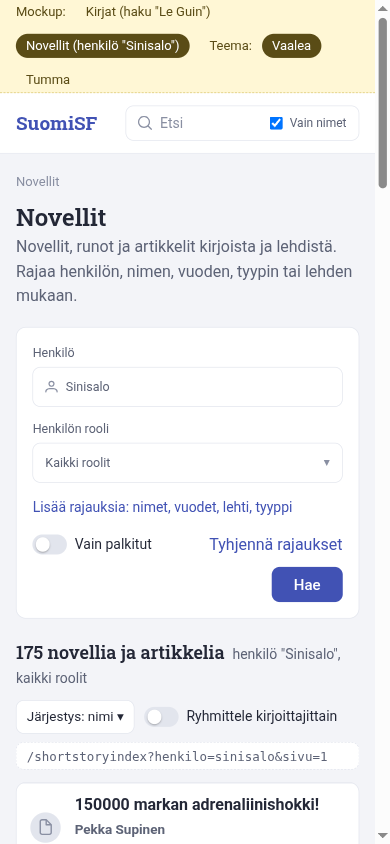 Mockup: Kirjat (haku "Le Guin")
Novellit (henkilö "Sinisalo") Teema: Vaalea
Tumma
SuomiSF Etsi Vain nimet
Novellit
Novellit
Novellit, runot ja artikkelit kirjoista ja lehdistä.
Rajaa henkilön, nimen, vuoden, tyypin tai lehden
mukaan.
Henkilö
Sinisalo
Henkilön rooli
Kaikki roolit ▾
Lisää rajauksia: nimet, vuodet, lehti, tyyppi
Vain palkitut Tyhjennä rajaukset
Hae
175 novellia ja artikkelia henkilö "Sinisalo",
kaikki roolit
Järjestys: nimi ▾ Ryhmittele kirjoittajittain
/shortstoryindex?henkilo=sinisalo&sivu=1
150000 markan adrenaliinishokki!
Pekka Supinen